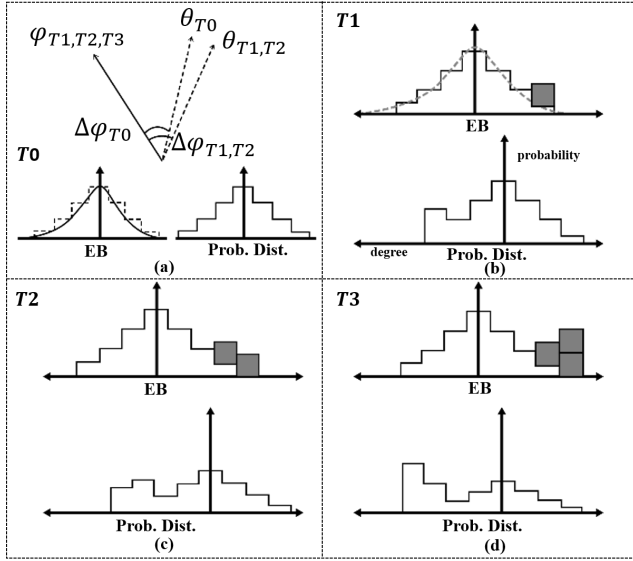 φT1,T2,T3
θT0
θT1,T2
ΔφT0
ΔφT1,T2
T0
EB
Prob. Dist.
(a)
T1
EB
probability
degree
Prob. Dist.
(b)
T2
EB
Prob. Dist.
(c)
T3
EB
Prob. Dist.
(d)